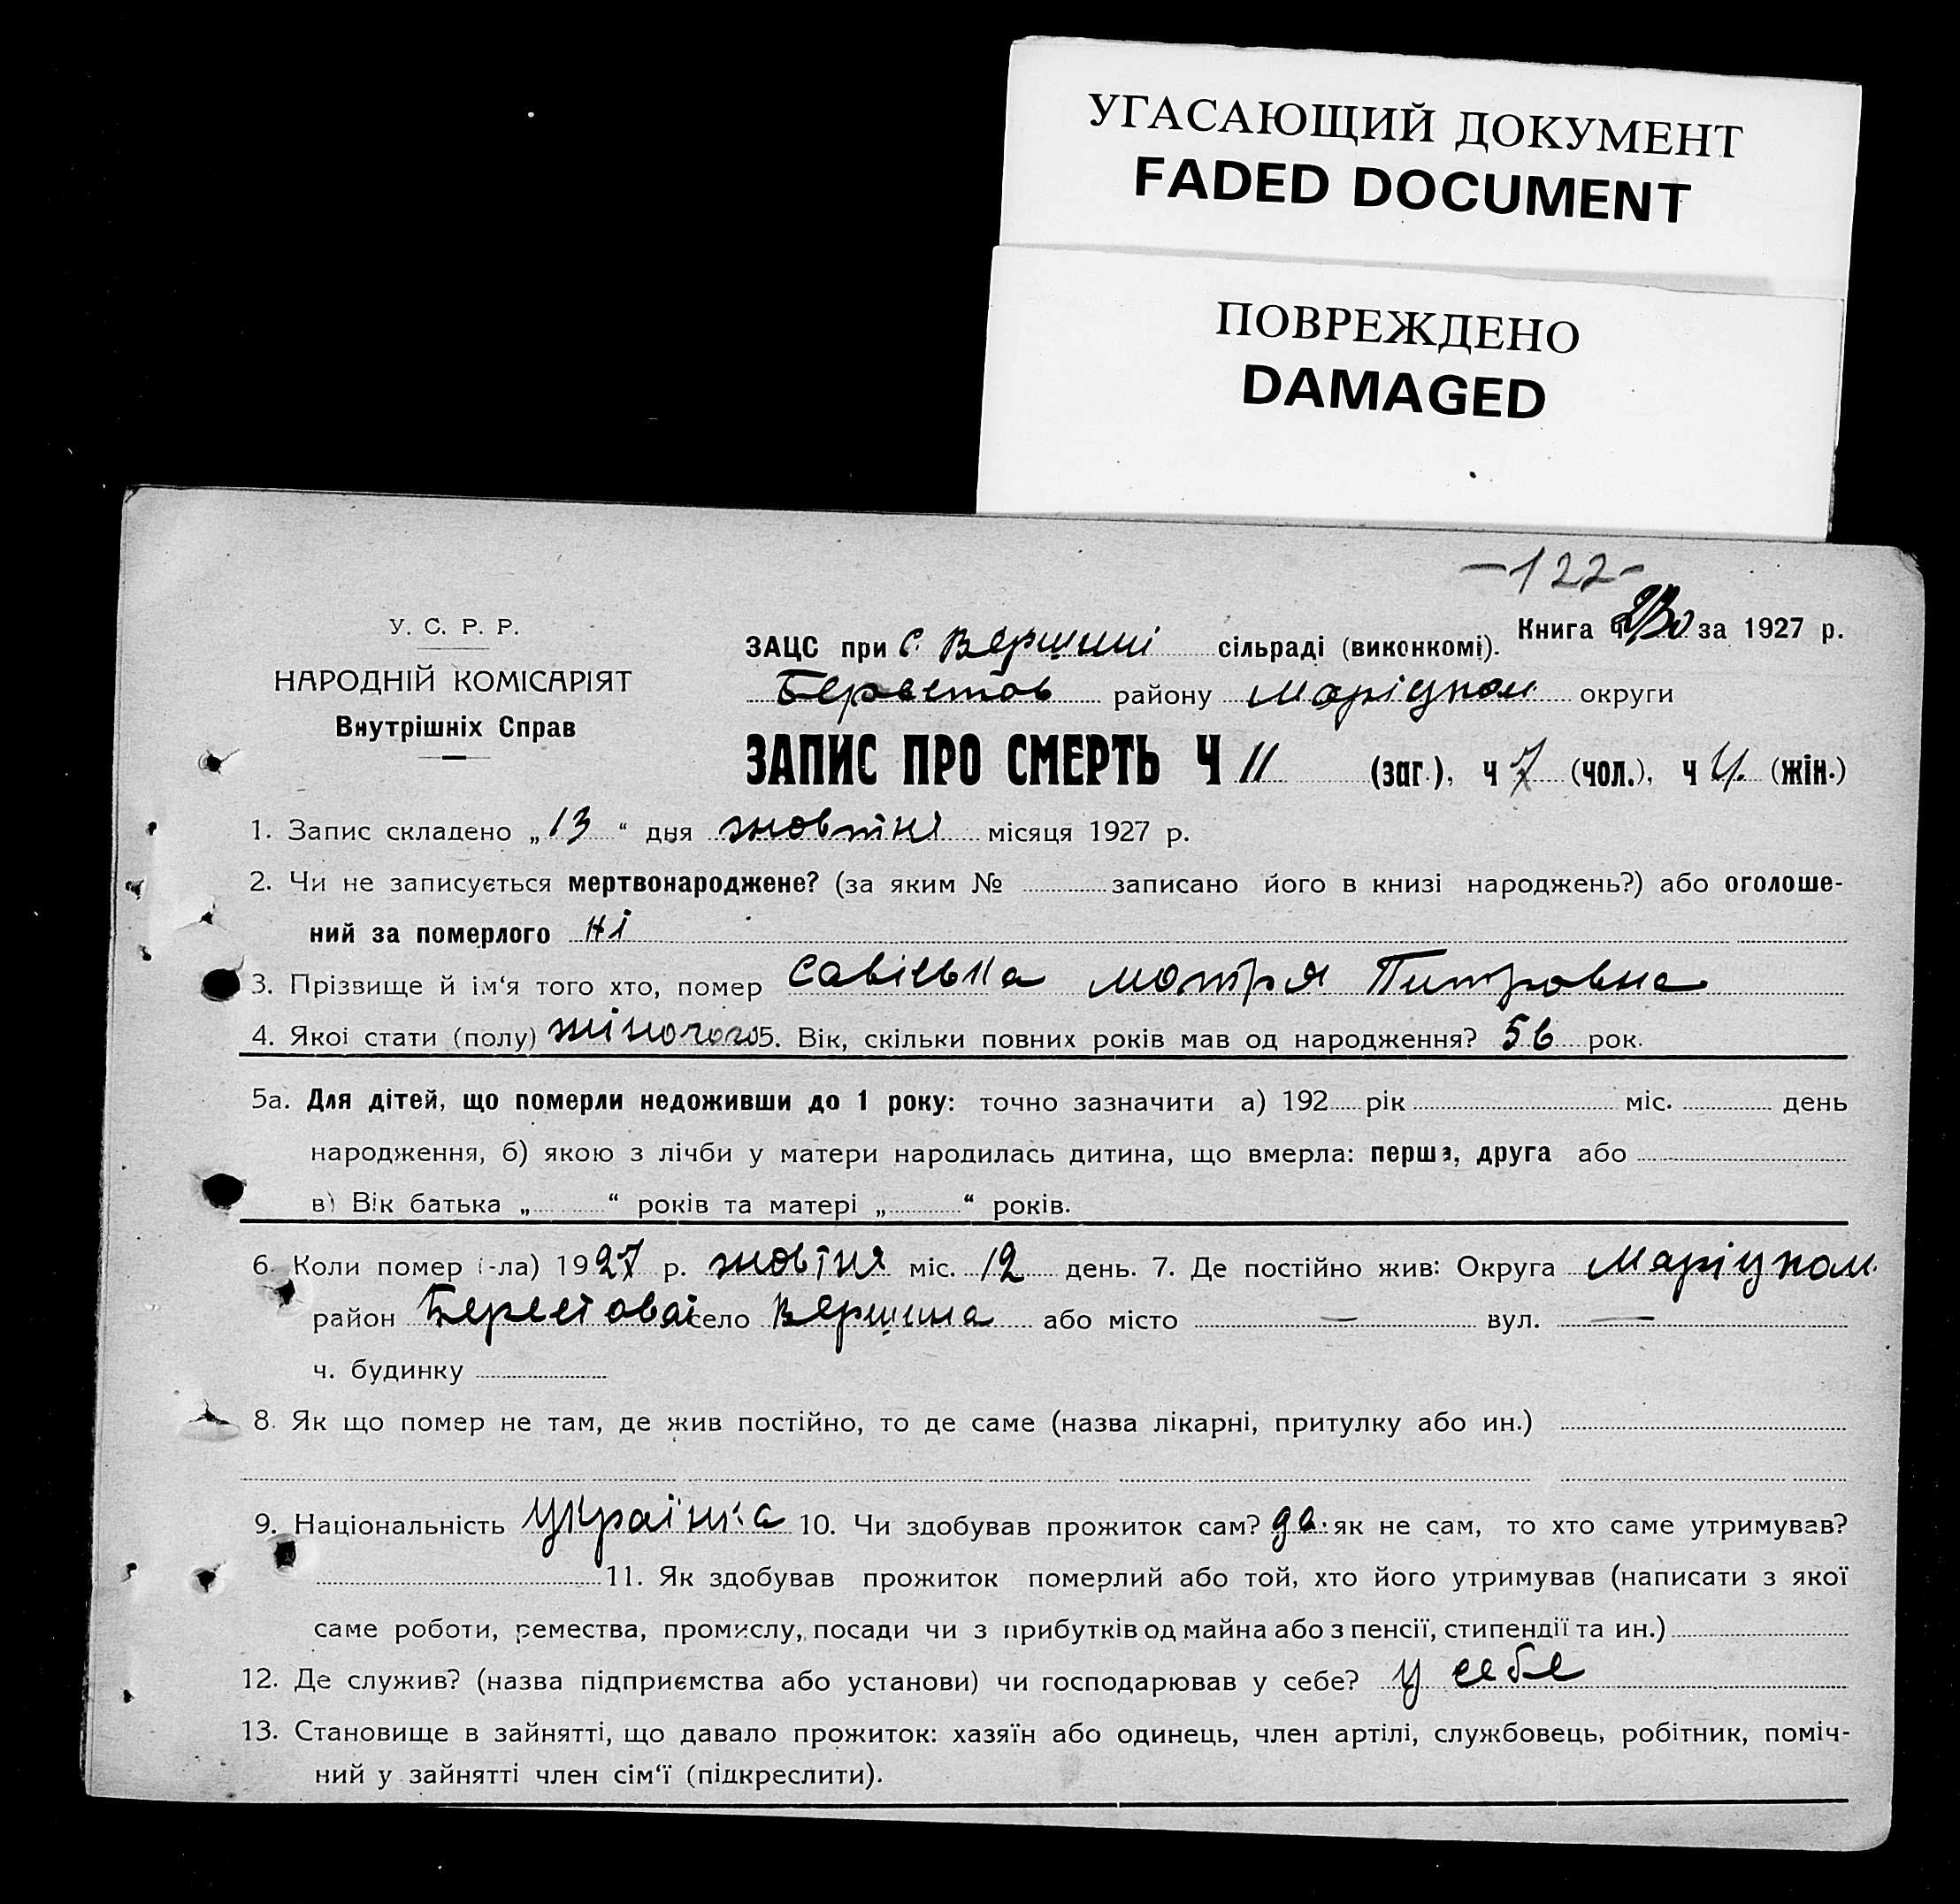 УГАСАЮЩИЙ ДОКУМЕНТ
FADED DOCUMENT
ПОВРЕЖДЕНО
DAMAGED
-122-
У. С. Р. Р.
НАРОДНІЙ КОМІСАРІЯТ
Внутрішніх Справ
Книга ч за 1927 р.
ЗАЦС при с. Вершині сільраді (виконкомі).
Берестов району Маріупол округи
ЗАПИС ПРО СМЕРТЬ Ч 11 (заг.), ч 7 (чол.), ч 4. (жін.)
1. Запис складено „13“ дня жовтня місяця 1927 р.
2. Чи не записується мертвонароджене? (за яким № записано його в книзі народжень?) або оголоше-
ний за померлого ні
3. Прізвище й ім‘я того хто, помер Мотря Питровна
4. Якої стати (полу) жіночого 5. Вік, скільки повних років мав од народження? 56 рок.
5а. Для дітей, що померли недоживши до 1 року: точно зазначити а) 192 рік міс. день
народження, б) якою з лічби у матери народилась дитина, що вмерла: перша, друга або
в) Вік батька „ “ років та матері „ “ років.
6. Коли помер (-ла) 1927 р. жовтня міс. 12 день. 7. Де постійно жив: Округа Маріупол.
район Берестовой село Вершина або місто — вул. —
ч. будинку
8. Як що помер не там, де жив постійно, то де саме (назва лікарні, притулку або ин.)
9. Національність українка 10. Чи здобував прожиток сам? да. як не сам, то хто саме утримував?
11. Як здобував прожиток померлий або той, хто його утримував (написати з якої
саме роботи, ремества, промислу, посади чи з прибутків од майна або з пенсії, стипендії та ин.)
12. Де служив? (назва підприємства або установи) чи господарював у себе? у себе
13. Становище в зайнятті, що давало прожиток: хазяїн або одинець, член артілі, службовець, робітник, поміч-
ний у зайнятті член сім‘ї (підкреслити).